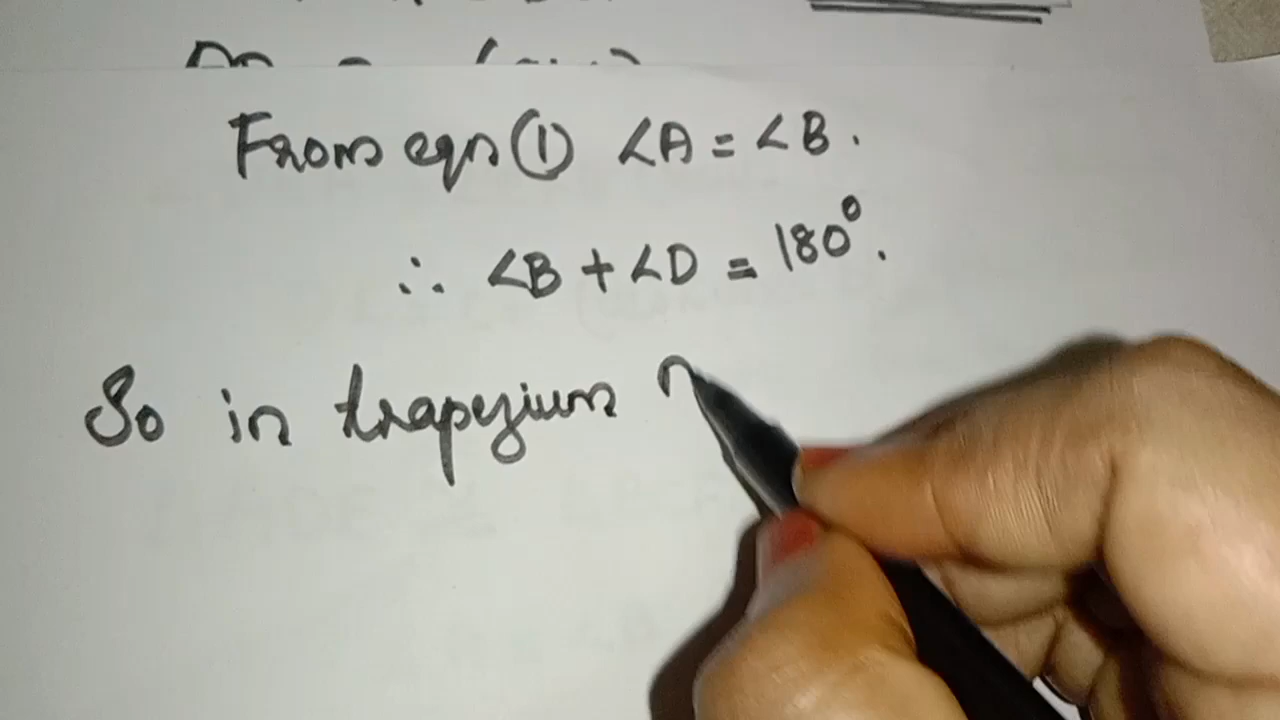 From eqn (1) ∠A = ∠B.
∴ ∠B + ∠D = 180°.
So in trapezium